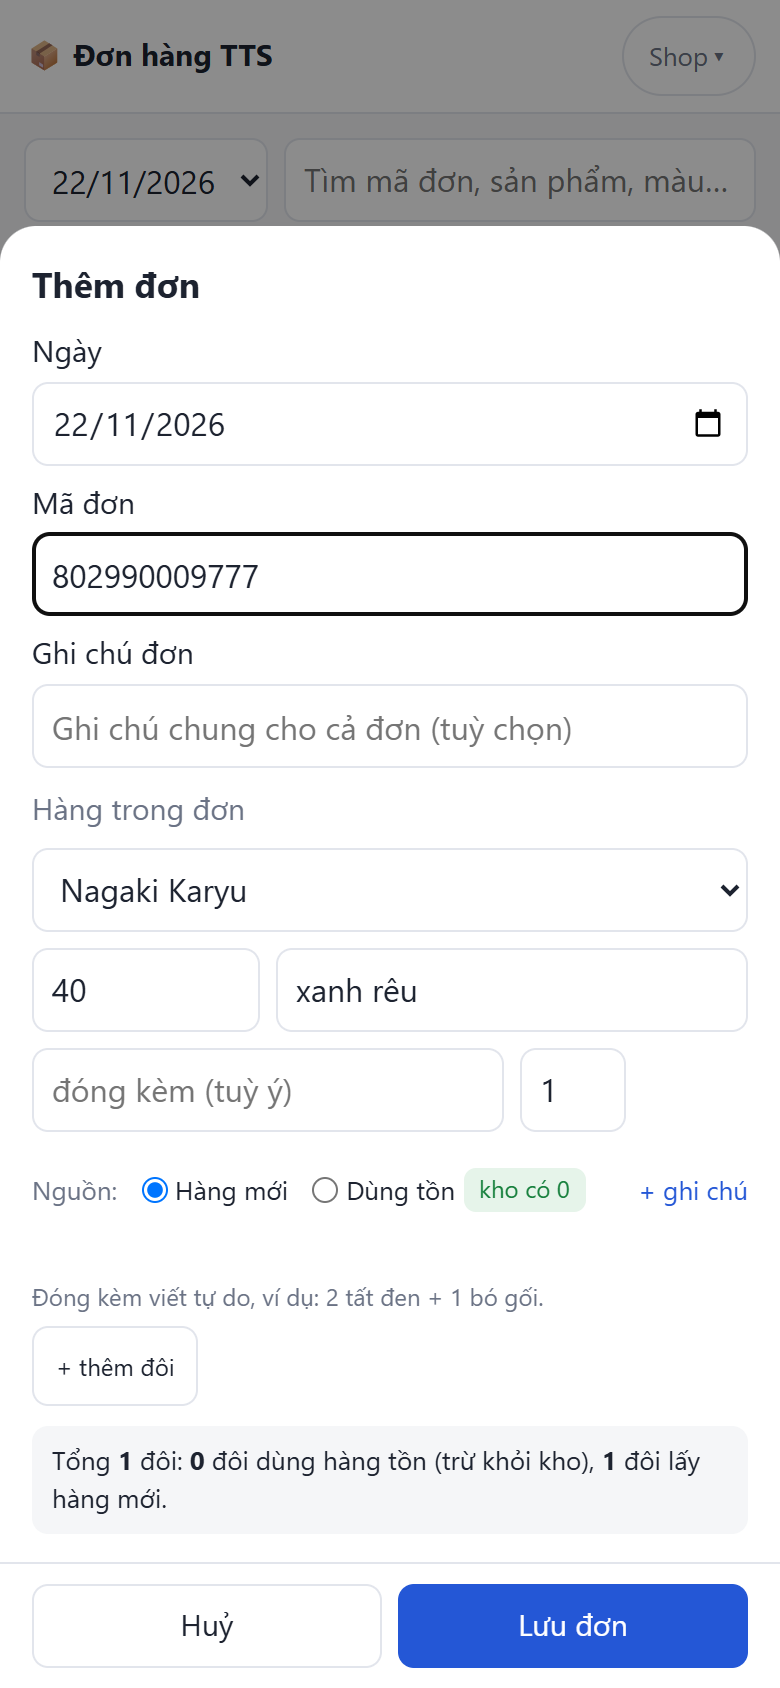 📦 Đơn hàng TTS
Shop ▾
22/11/2026
Tìm mã đơn, sản phẩm, màu...
Thêm đơn
Ngày
22/11/2026
Mã đơn
802990009777
Ghi chú đơn
Ghi chú chung cho cả đơn (tuỳ chọn)
Hàng trong đơn
Nagaki Karyu
40
xanh rêu
đóng kèm (tuỳ ý)
1
Nguồn: Hàng mới Dùng tồn kho có 0 + ghi chú
Đóng kèm viết tự do, ví dụ: 2 tất đen + 1 bó gối.
+ thêm đôi
Tổng 1 đôi: 0 đôi dùng hàng tồn (trừ khỏi kho), 1 đôi lấy
hàng mới.
Huỷ
Lưu đơn